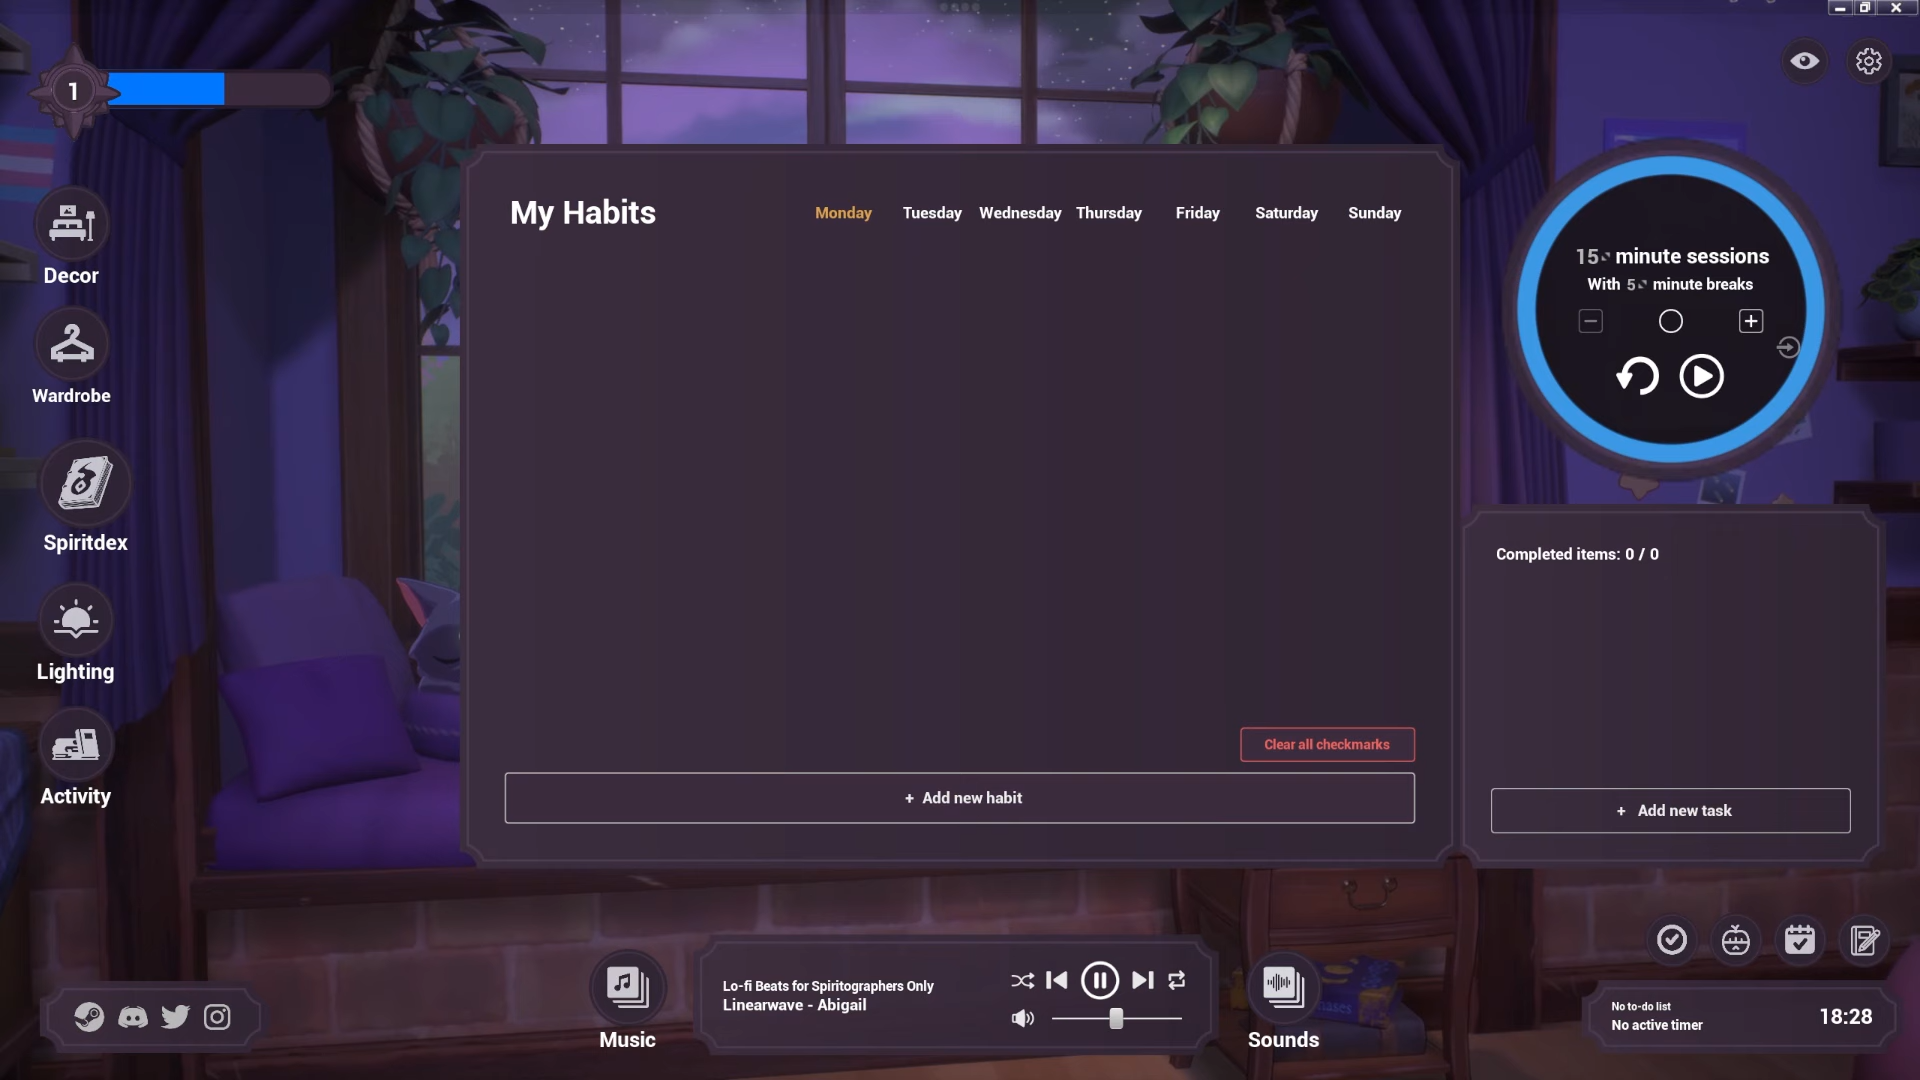 1
Decor
Wardrobe
Spiritdex
Lighting
Activity
My Habits
Monday Tuesday Wednesday Thursday Friday Saturday Sunday
Clear all checkmarks
+ Add new habit
15 minute sessions
With 5 minute breaks
Completed items: 0 / 0
+ Add new task
Music
Lo-fi Beats for Spiritographers Only
Linearwave - Abigail
Sounds
No to-do list
No active timer
18:28